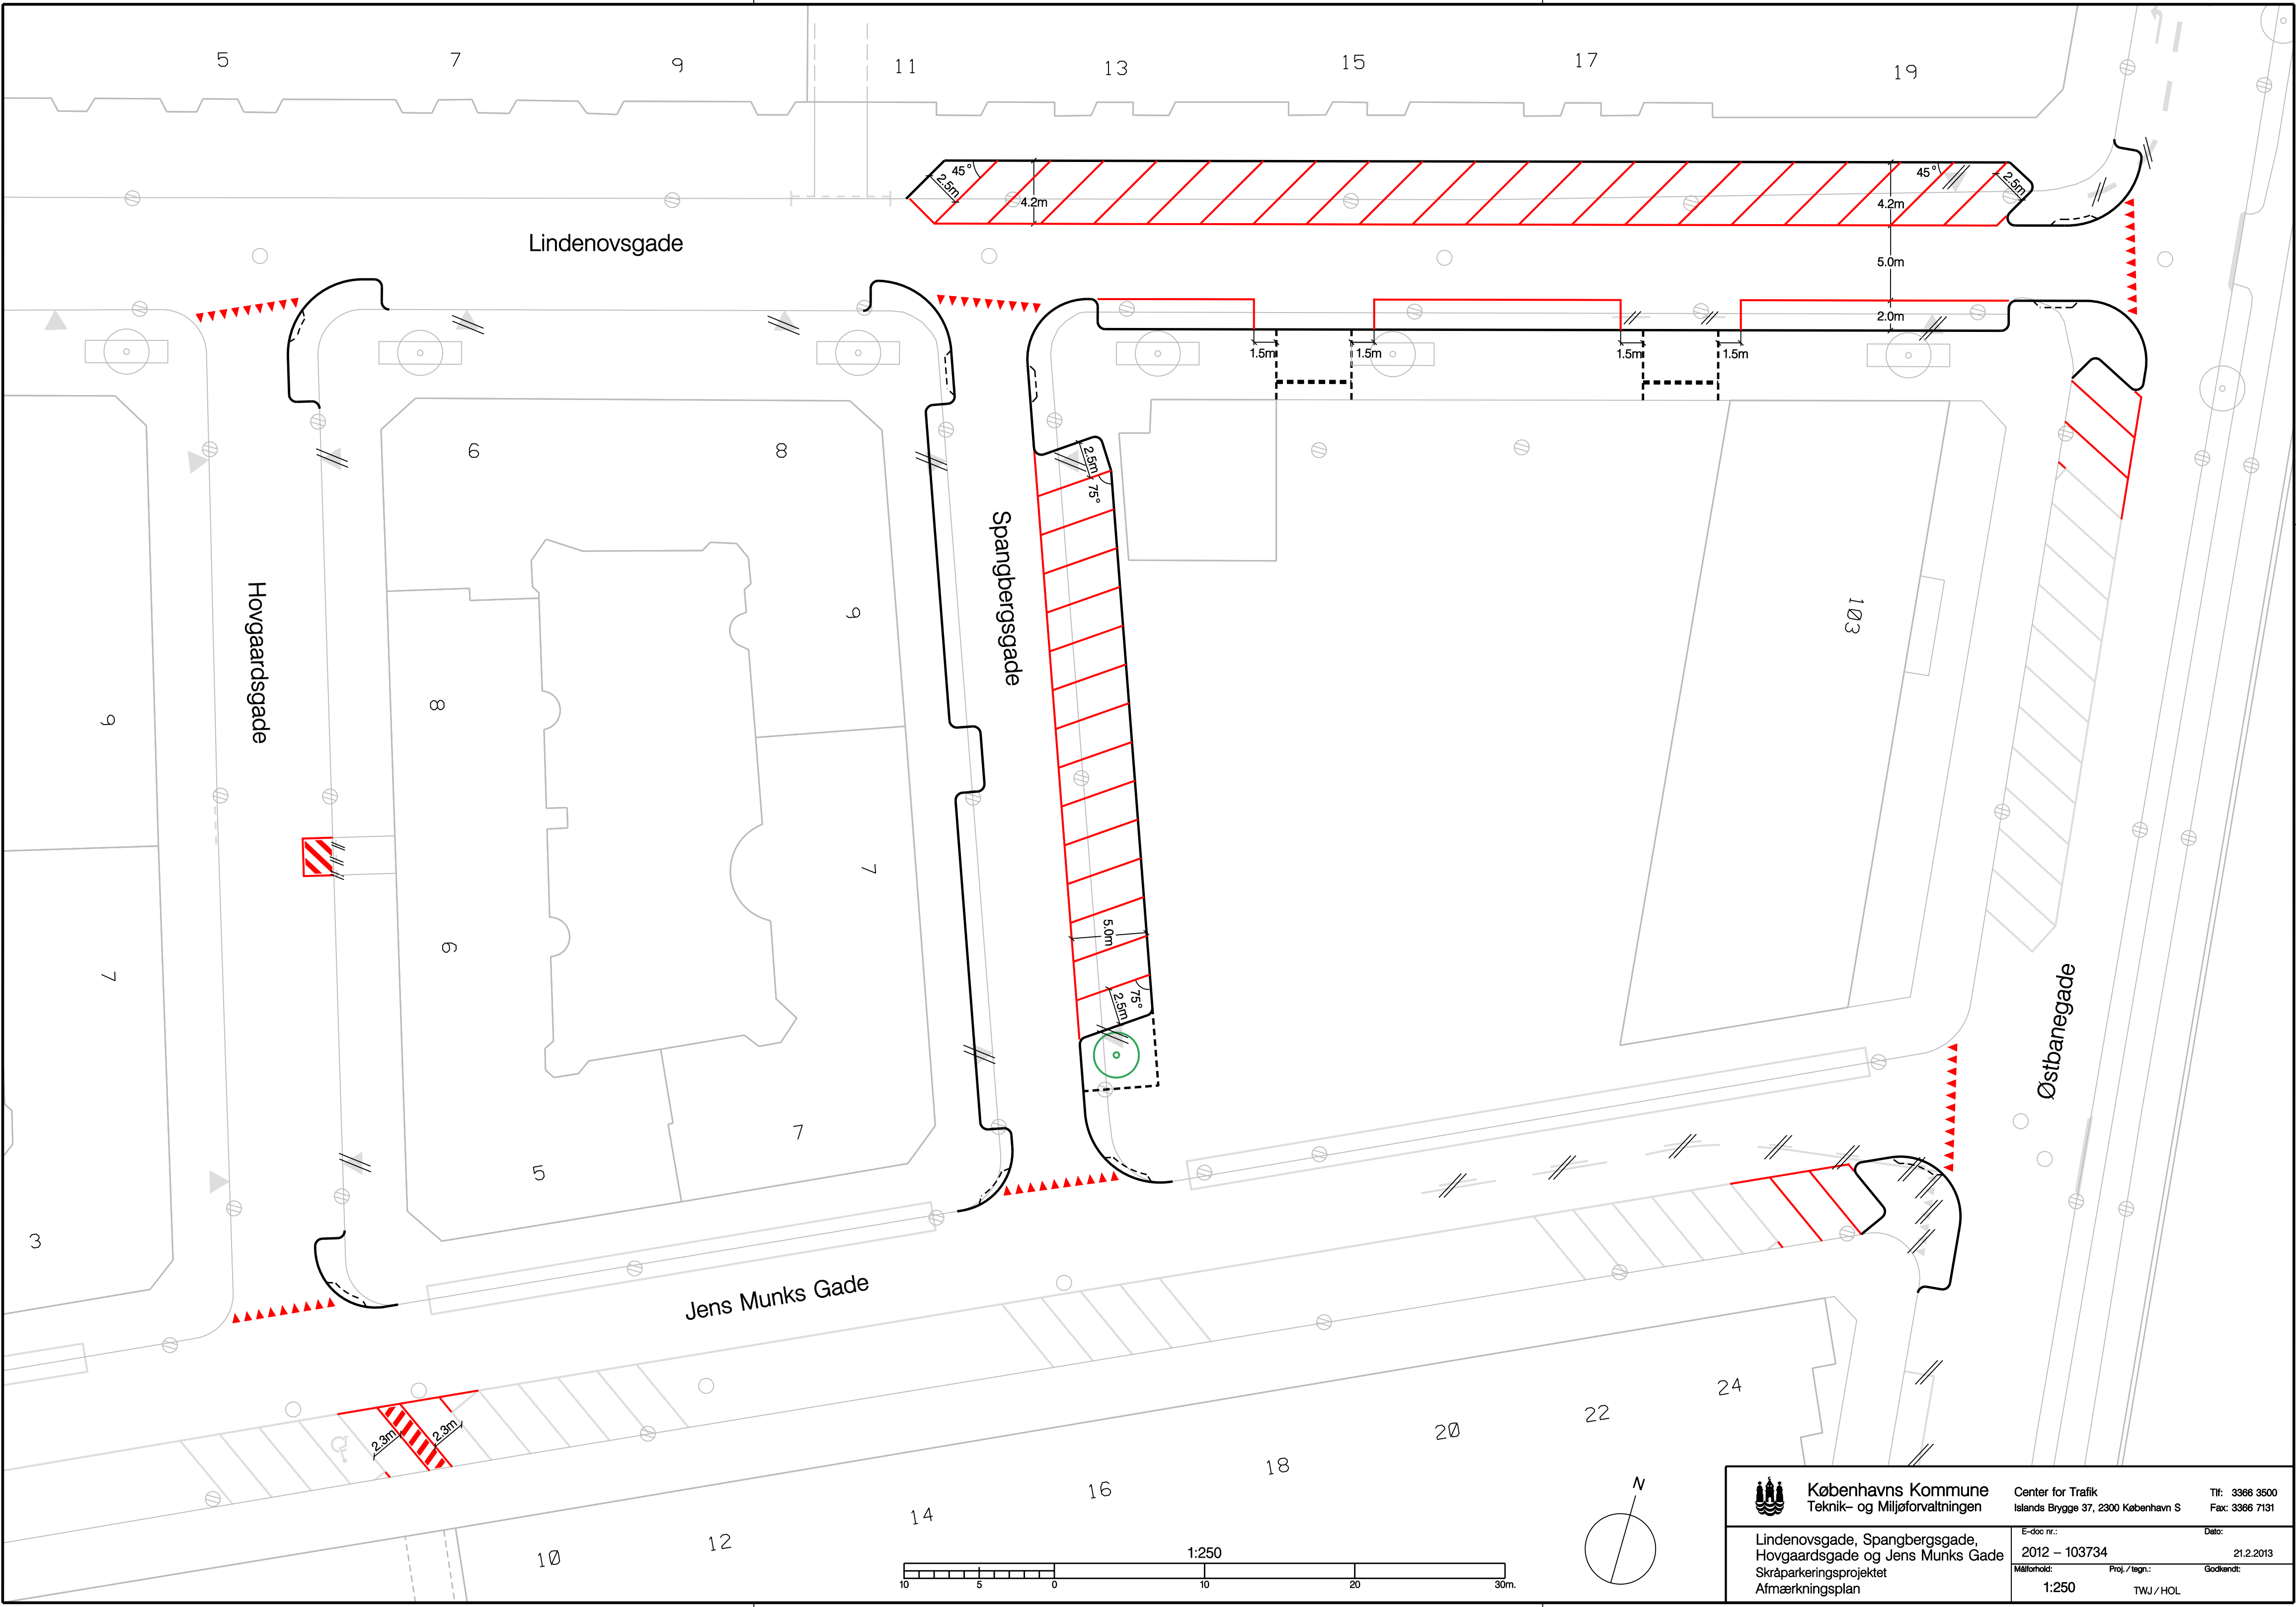 5
7
9
11
13
15
17
19
45°
2.5m
4.2m
45°
2.5m
4.2m
Lindenovsgade
5.0m
2.0m
1.5m
1.5m
1.5m
1.5m
6
8
2.5m
75°
Spangbergsgade
Hovgaardsgade
9
103
9
8
7
6
5.0m
7
75°
2.5m
Østbanegade
7
5
3
Jens Munks Gade
2.3m
2.3m
24
22
20
18
16
14
12
10
N
1:250
10 5 0 10 20 30m.
Københavns Kommune
Teknik– og Miljøforvaltningen
Center for Trafik
Islands Brygge 37, 2300 København S
Tlf: 3366 3500
Fax: 3366 7131
Lindenovsgade, Spangbergsgade,
Hovgaardsgade og Jens Munks Gade
Skråparkeringsprojektet
Afmærkningsplan
E–doc nr.:
2012 – 103734
Dato:
21.2.2013
Målforhold:
1:250
Proj./tegn.:
TWJ/HOL
Godkendt: